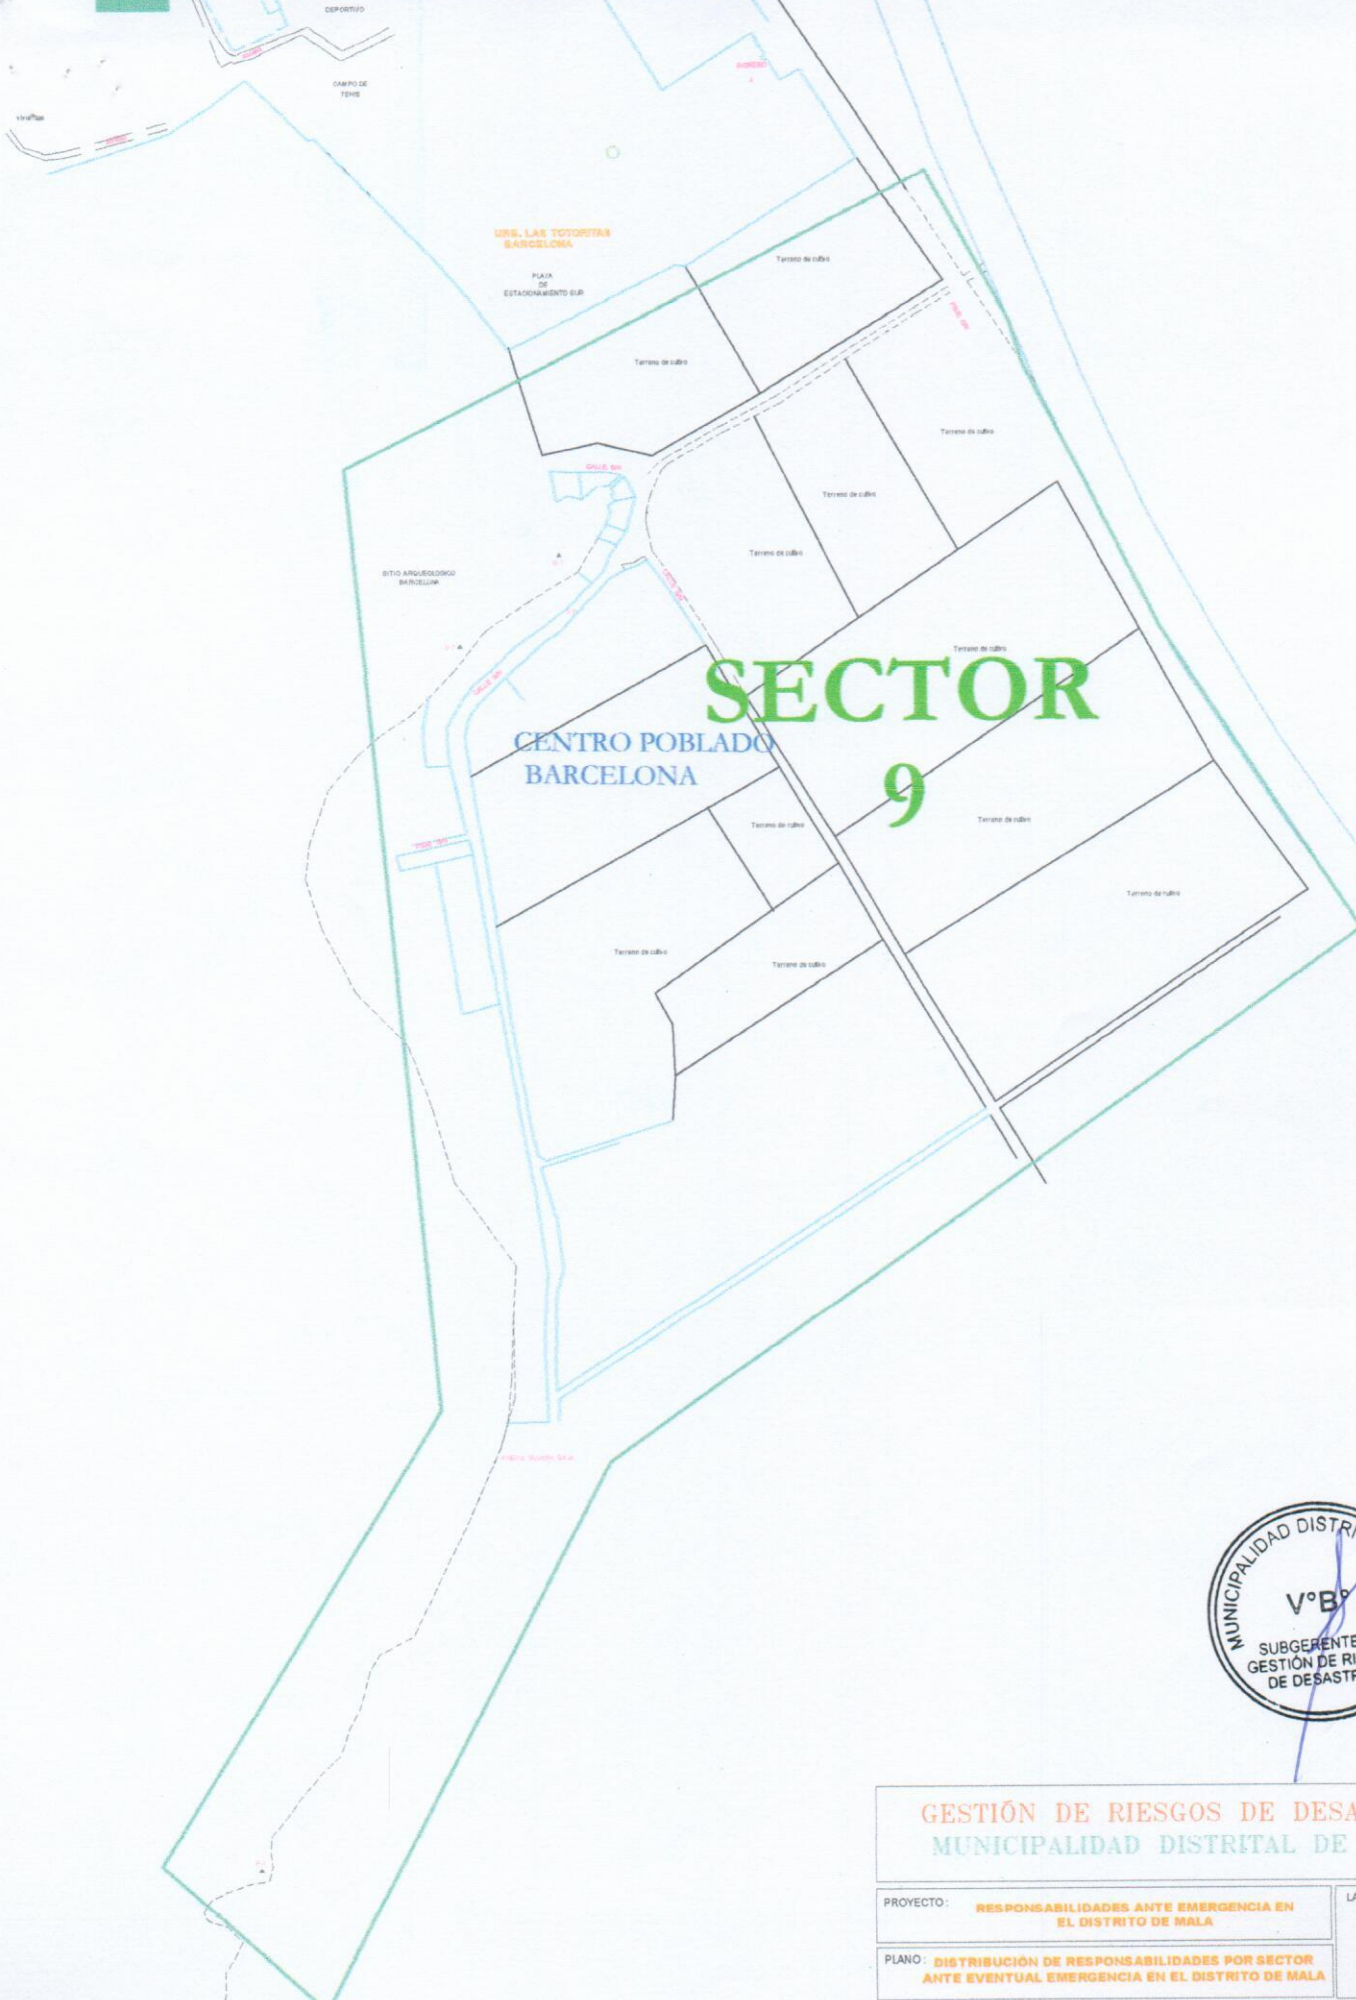 DEPORTIVO
CAMPO DE
TENIS
URB. LAS TOTORITAS
BARCELONA
PLAYA
DE
ESTACIONAMIENTO SUR
Terreno de cultivo
Terreno de cultivo
Terreno de cultivo
CALLE S/N
Terreno de cultivo
Terreno de cultivo
SITIO ARQUEOLOGICO
BARCELONA
CALLE S/N
Terreno de cultivo
CALLE S/N
SECTOR
9
CENTRO POBLADO
BARCELONA
Terreno de cultivo
Terreno de cultivo
Terreno de cultivo
Terreno de cultivo
Terreno de cultivo
MUNICIPALIDAD DISTRI
V°B°
SUBGERENTE
GESTIÓN DE RI
DE DESASTR
GESTIÓN DE RIESGOS DE DESA
MUNICIPALIDAD DISTRITAL DE
PROYECTO: RESPONSABILIDADES ANTE EMERGENCIA EN
EL DISTRITO DE MALA
PLANO: DISTRIBUCIÓN DE RESPONSABILIDADES POR SECTOR
ANTE EVENTUAL EMERGENCIA EN EL DISTRITO DE MALA